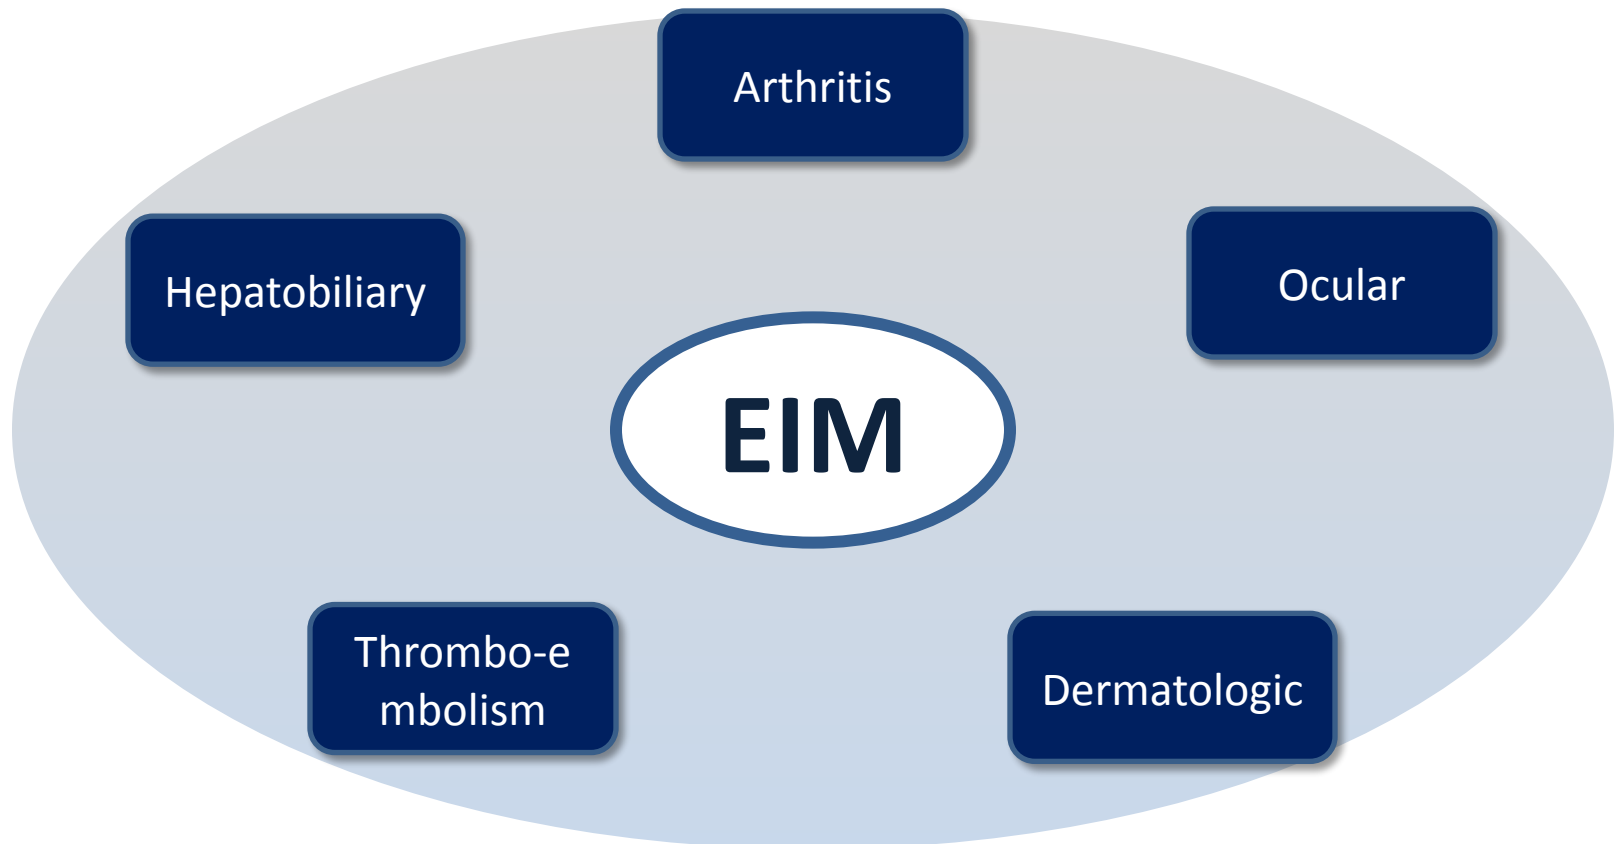 Arthritis
Hepatobiliary
Ocular
EIM
Thrombo-e
mbolism
Dermatologic